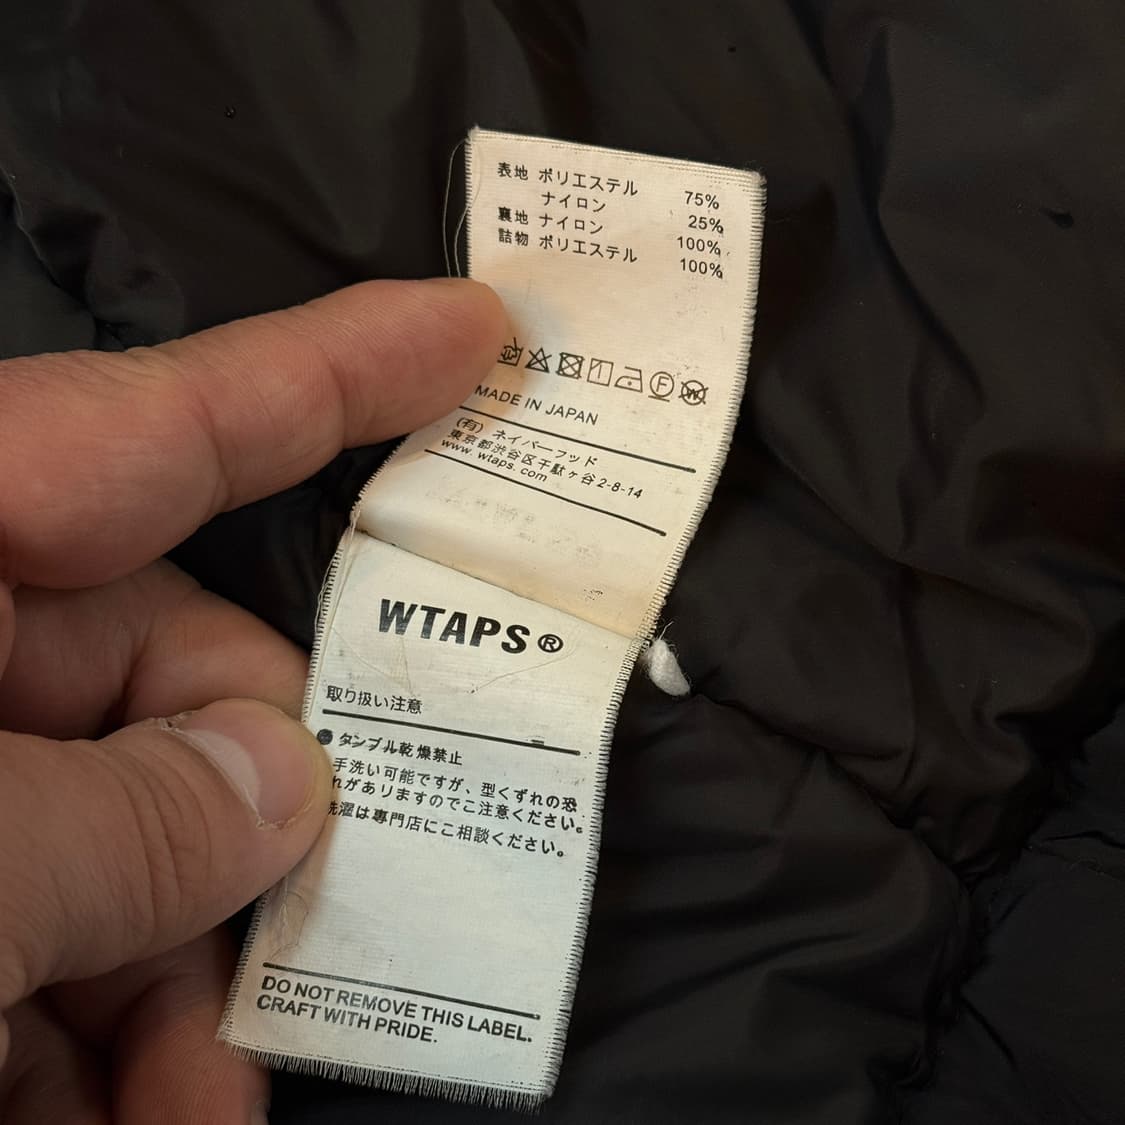 表地 ポリエステル 75%
ナイロン 25%
裏地 ナイロン 100%
詰物 ポリエステル 100%
F
W
MADE IN JAPAN
(有) ネイバーフッド
東京都渋谷区千駄ヶ谷2-8-14
www. wtaps. com
WTAPS®
取り扱い注意
● タンブル乾燥禁止
手洗い可能ですが、型くずれの恐
れがありますのでご注意ください。
洗濯は専門店にご相談ください。
DO NOT REMOVE THIS LABEL.
CRAFT WITH PRIDE.